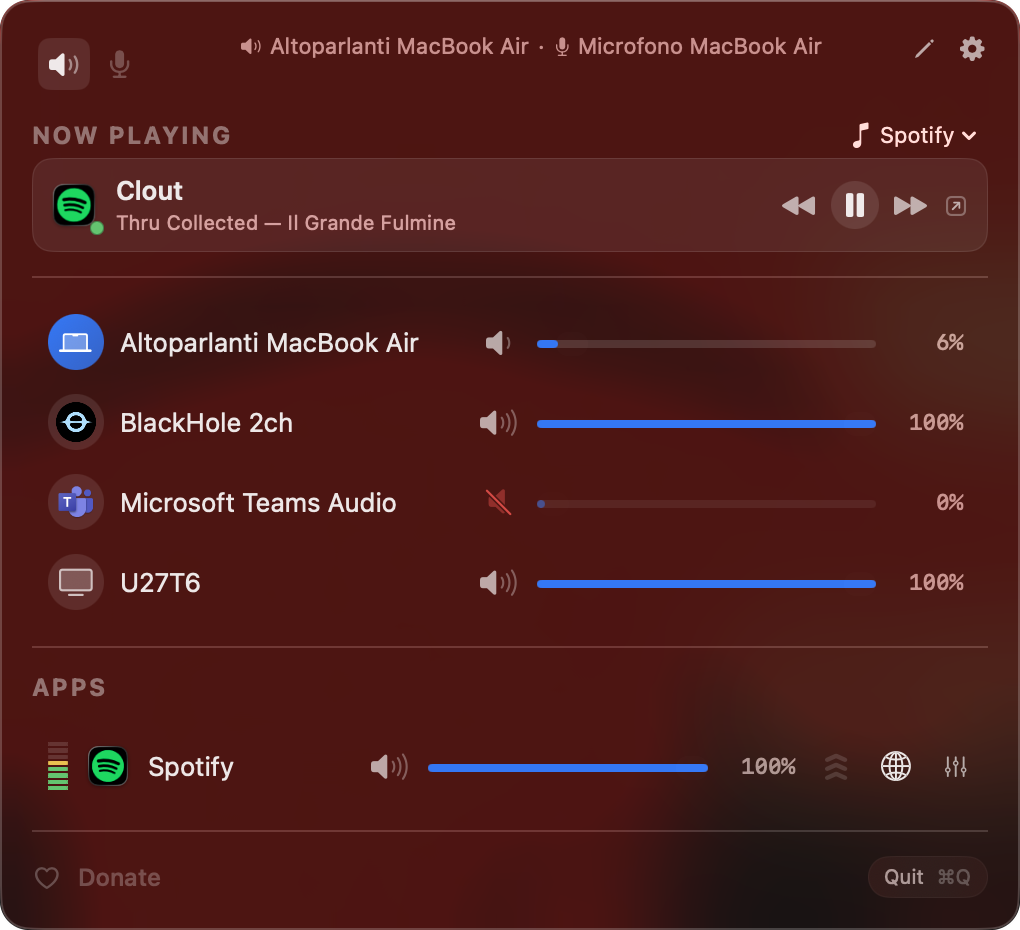 Altoparlanti MacBook Air · Microfono MacBook Air
NOW PLAYING
Spotify
Clout
Thru Collected — Il Grande Fulmine
Altoparlanti MacBook Air 6%
BlackHole 2ch 100%
T
Microsoft Teams Audio 0%
U27T6 100%
APPS
Spotify 100%
Donate
Quit ⌘Q